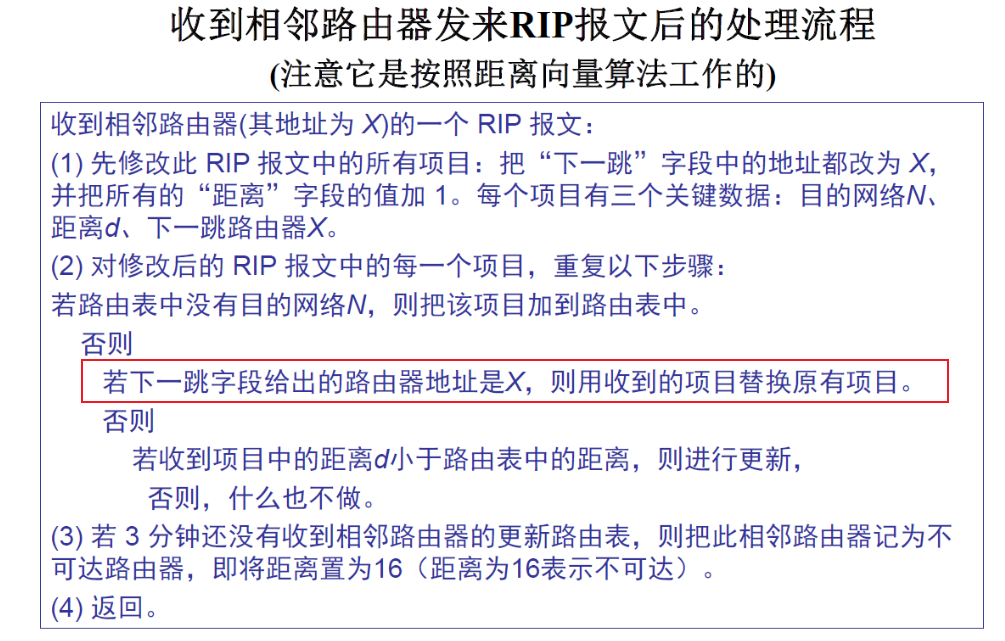 收到相邻路由器发来RIP报文后的处理流程
(注意它是按照距离向量算法工作的)
收到相邻路由器(其地址为 X)的一个 RIP 报文：
(1) 先修改此 RIP 报文中的所有项目：把“下一跳”字段中的地址都改为 X，
并把所有的“距离”字段的值加 1。每个项目有三个关键数据：目的网络N、
距离d、下一跳路由器X。
(2) 对修改后的 RIP 报文中的每一个项目，重复以下步骤：
若路由表中没有目的网络N，则把该项目加到路由表中。
否则
若下一跳字段给出的路由器地址是X，则用收到的项目替换原有项目。
否则
若收到项目中的距离d小于路由表中的距离，则进行更新，
否则，什么也不做。
(3) 若 3 分钟还没有收到相邻路由器的更新路由表，则把此相邻路由器记为不
可达路由器，即将距离置为16（距离为16表示不可达）。
(4) 返回。